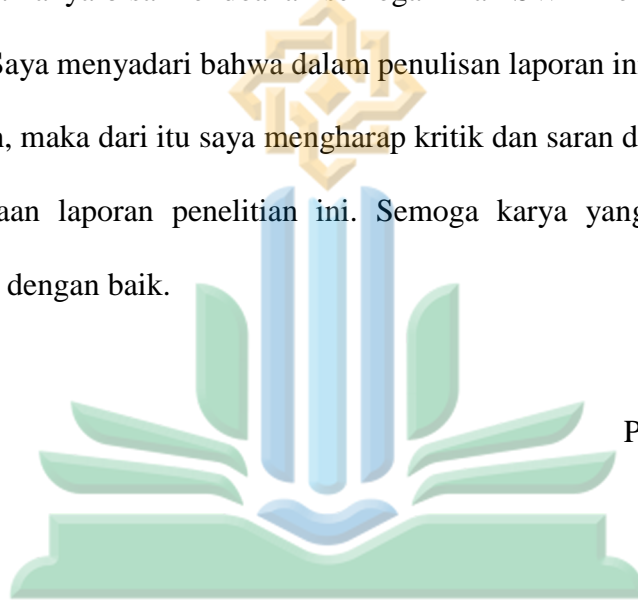 Saya menyadari bahwa dalam penulisan laporan in
, maka dari itu saya mengharap kritik dan saran d
aan laporan penelitian ini. Semoga karya yang
dengan baik.
P